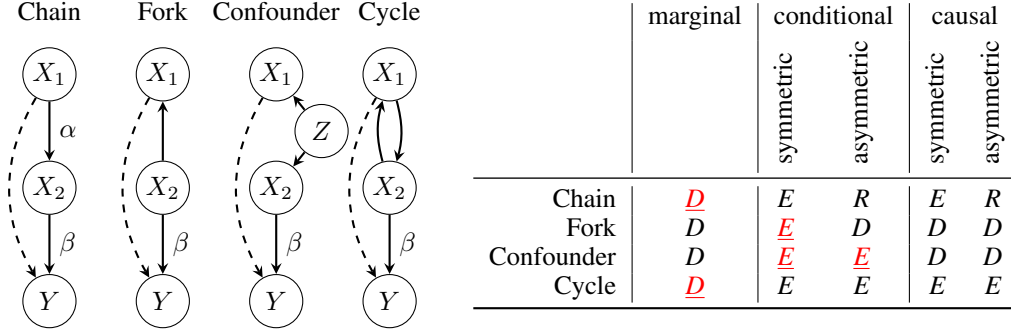 Chain Fork Confounder Cycle
X₁ X₁ X₁ X₁
α Z
X₂ X₂ X₂ X₂
β β β β
Y Y Y Y
marginal conditional causal
symmetric asymmetric symmetric asymmetric
Chain D E R E R
Fork D E D D D
Confounder D E E D D
Cycle D E E E E